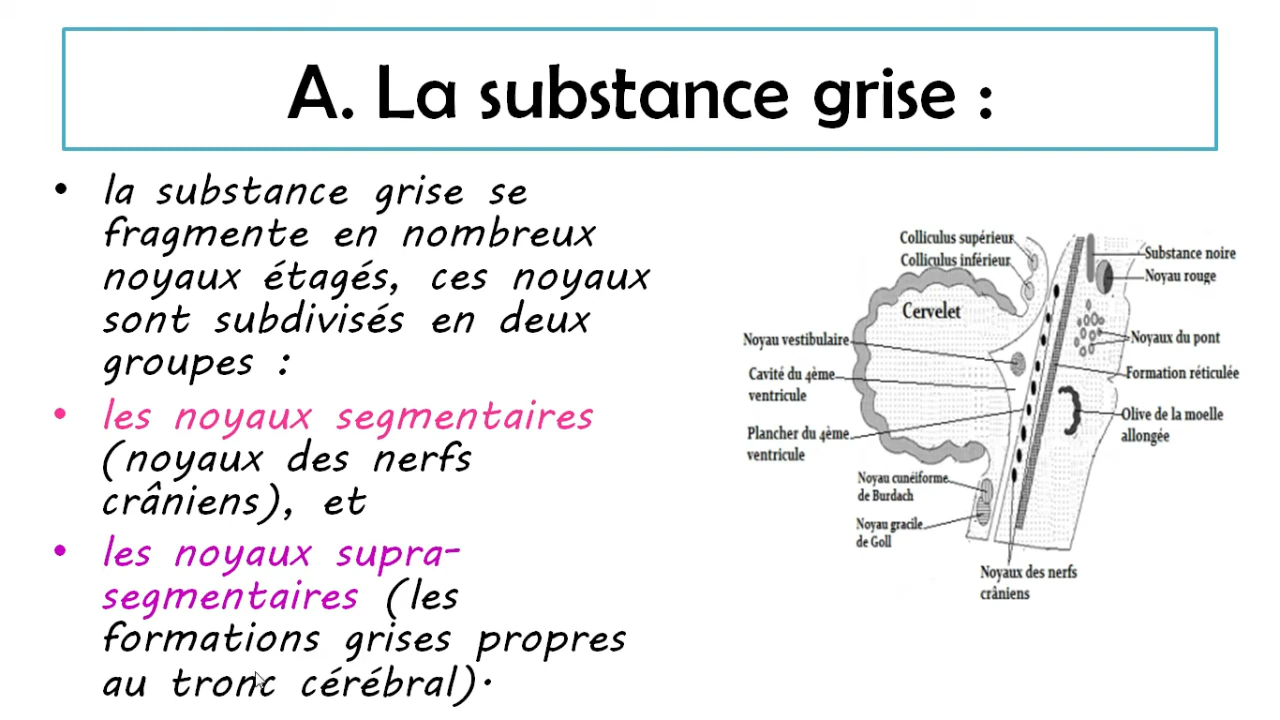 A. La substance grise :
• la substance grise se
fragmente en nombreux
noyaux étagés, ces noyaux
sont subdivisés en deux
groupes :
• les noyaux segmentaires
(noyaux des nerfs
crâniens), et
• les noyaux supra-
segmentaires (les
formations grises propres
au tronc cérébral).
Colliculus supérieur
Colliculus inférieur
Cervelet
Noyau vestibulaire
Cavité du 4ème
ventricule
Plancher du 4ème
ventricule
Noyau cunéiforme
de Burdach
Noyau gracile
de Goll
Noyaux des nerfs
crâniens
Substance noire
Noyau rouge
Noyaux du pont
Formation réticulée
Olive de la moelle
allongée